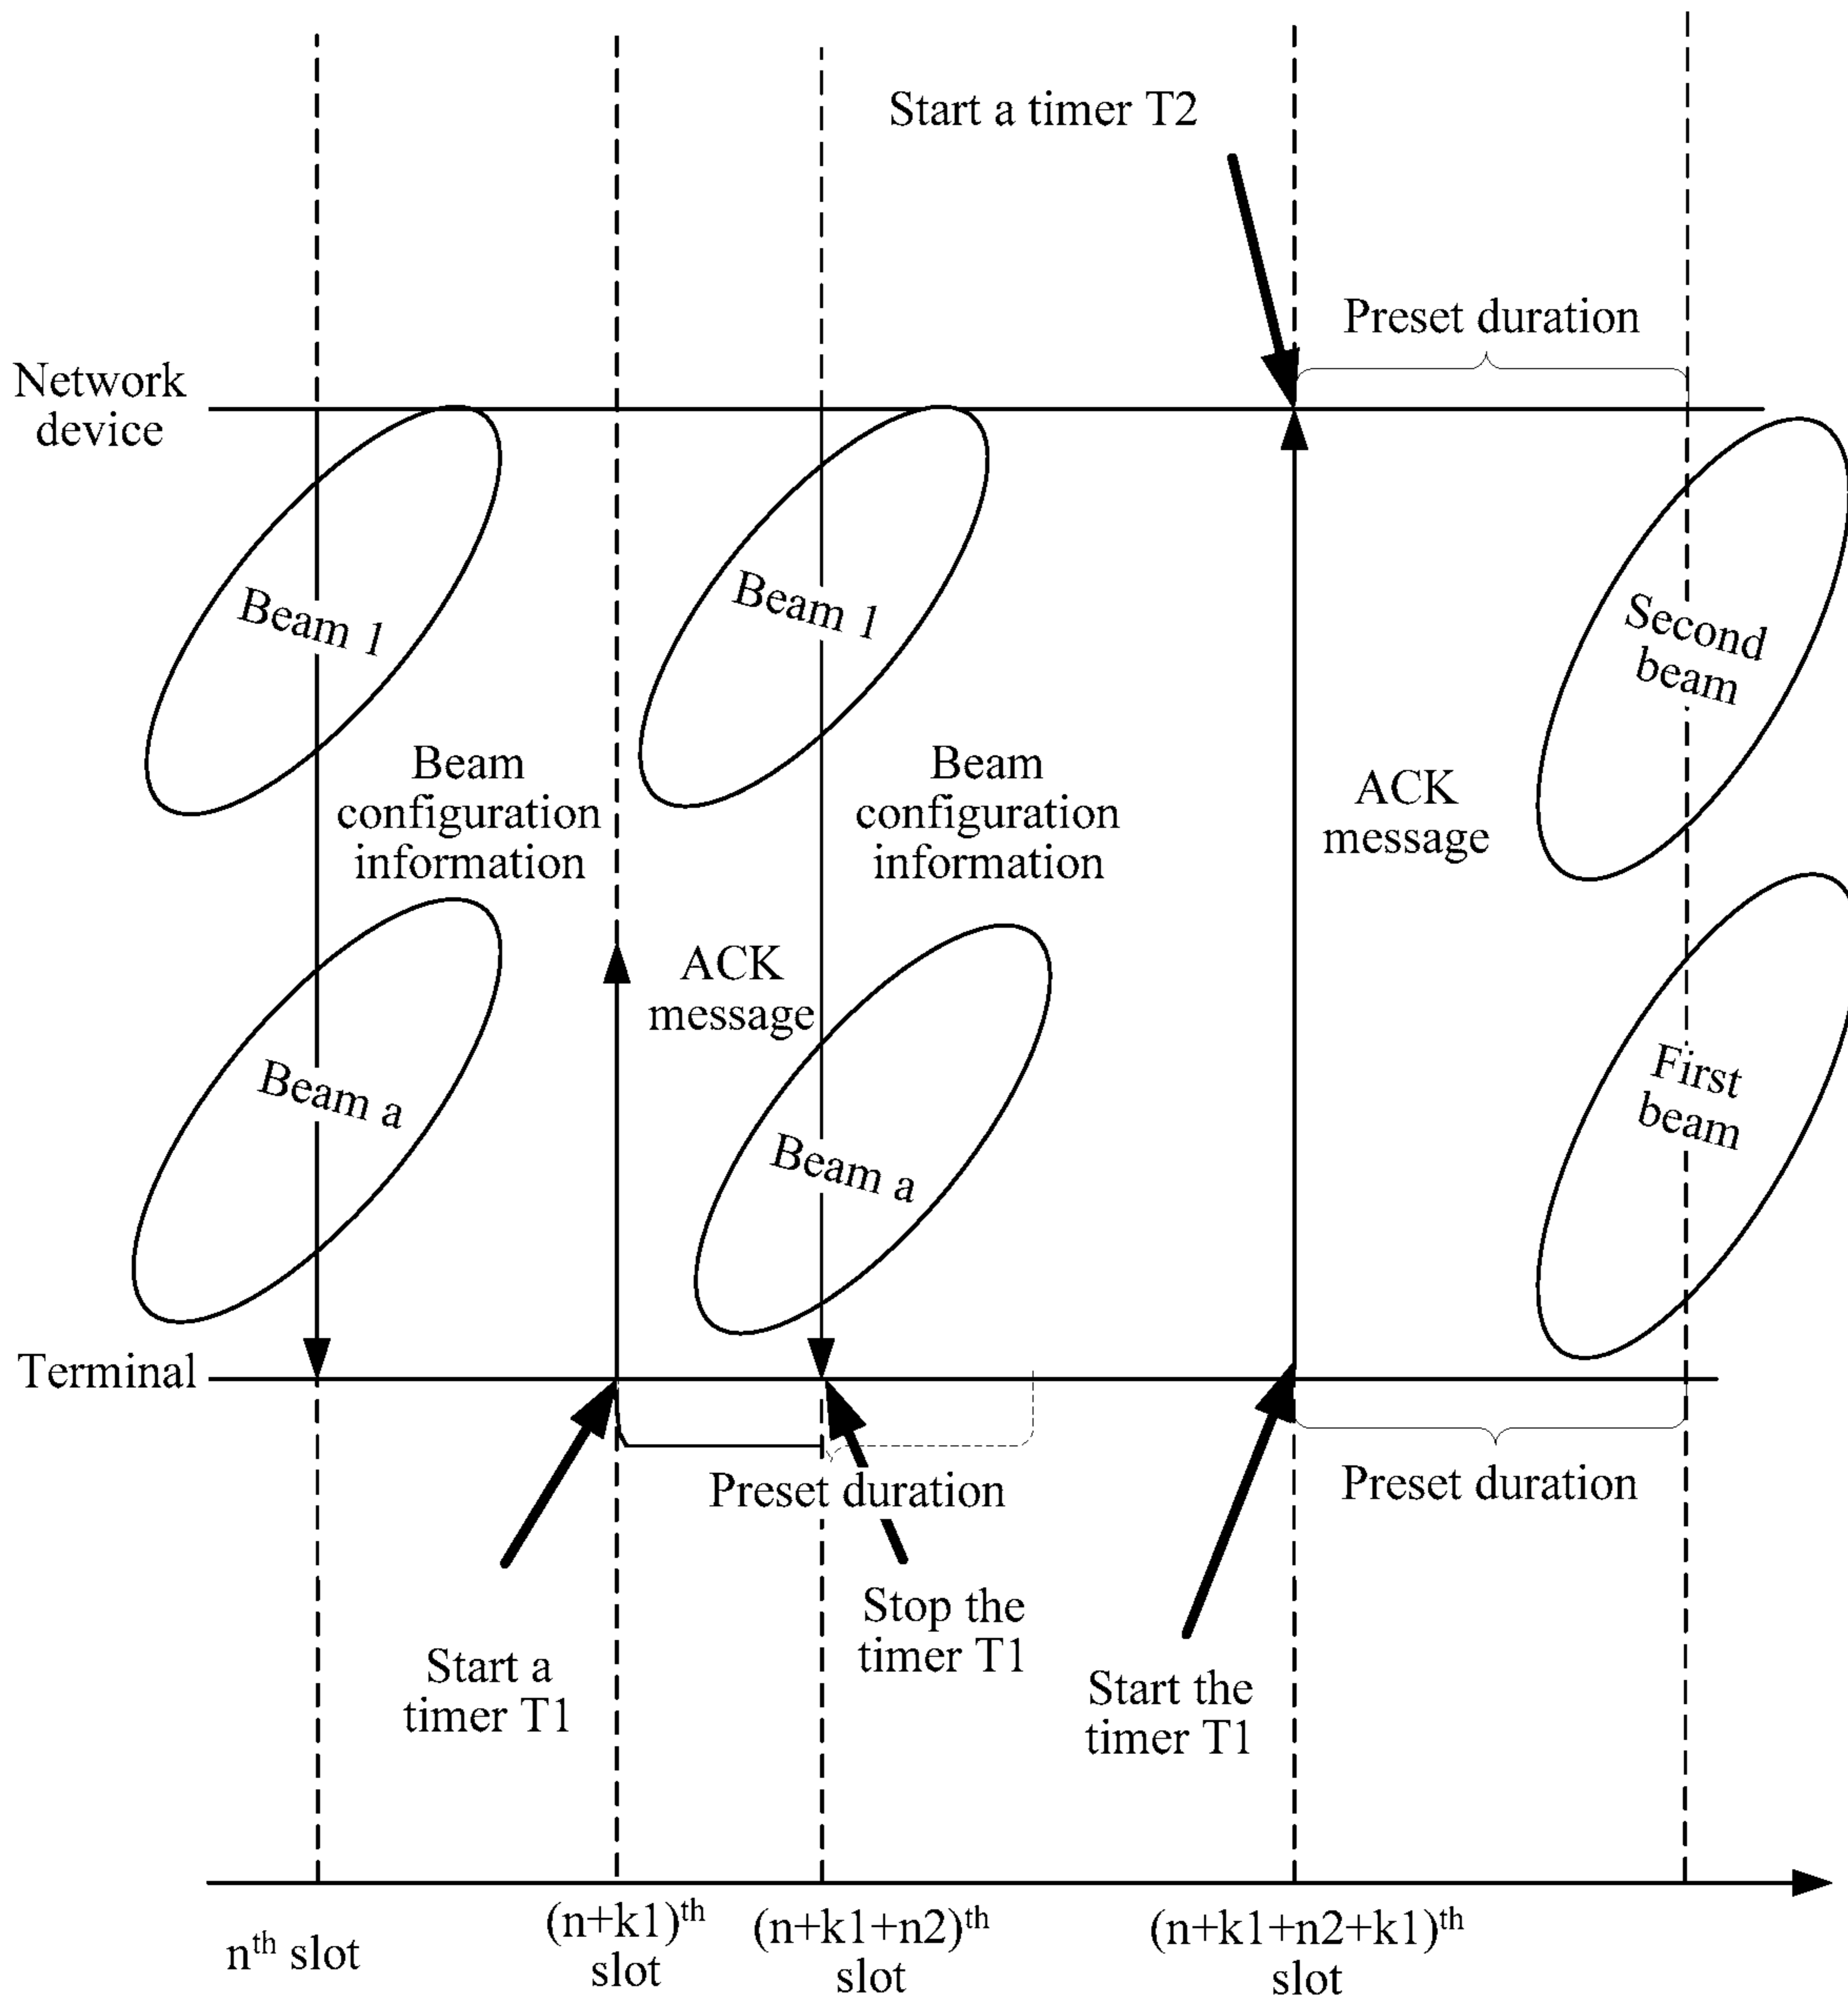 Start a timer T2
Preset duration
Network
device
Beam 1
Beam 1
Second
beam
Beam
configuration
information
Beam
configuration
information
ACK
message
ACK
message
Beam a
Beam a
First
beam
Terminal
Preset duration
Preset duration
Stop the
timer T1
Start a
timer T1
Start the
timer T1
nth slot
(n+k1)th
slot
(n+k1+n2)th
slot
(n+k1+n2+k1)th
slot